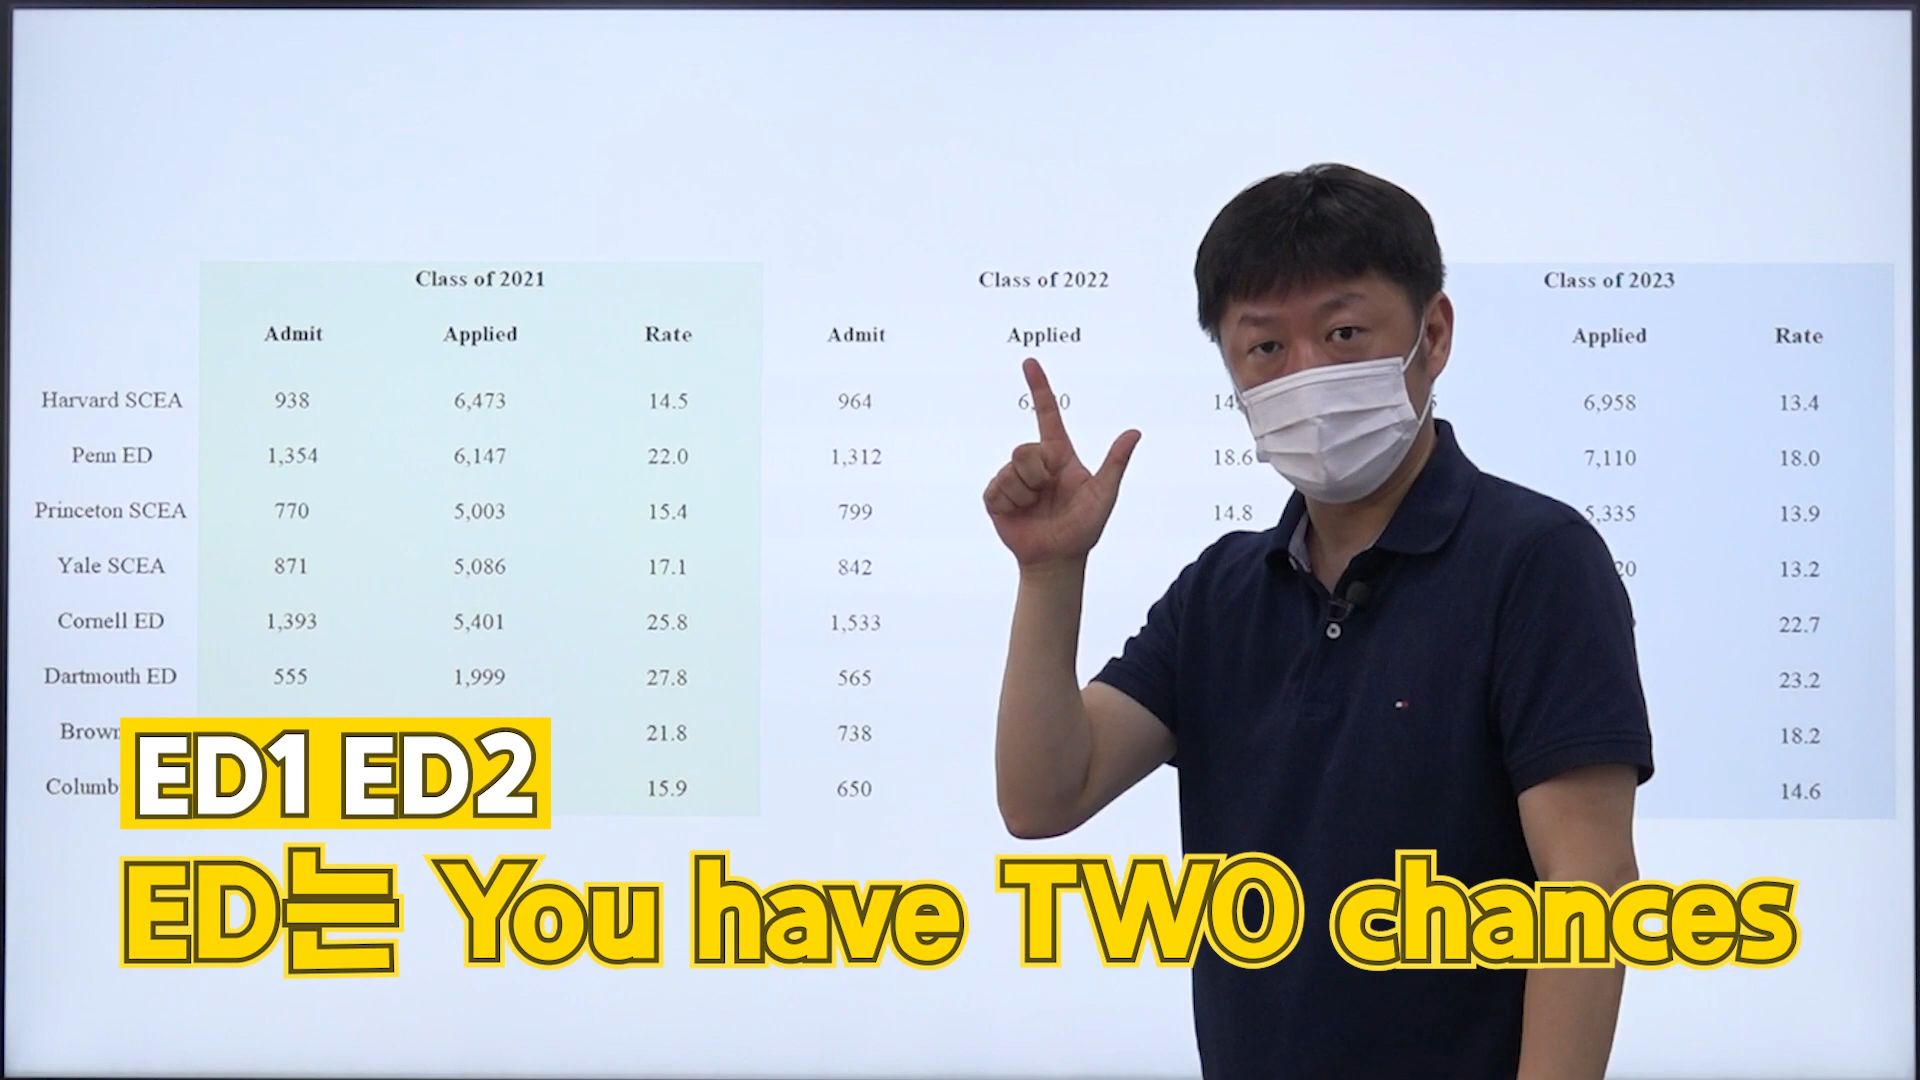 Class of 2021 Class of 2022 Class of 2023
Admit Applied Rate Admit Applied Applied Rate
Harvard SCEA 938 6,473 14.5 964 6,958 13.4
Penn ED 1,354 6,147 22.0 1,312 18.6 7,110 18.0
Princeton SCEA 770 5,003 15.4 799 14.8 5,335 13.9
Yale SCEA 871 5,086 17.1 842 13.2
Cornell ED 1,393 5,401 25.8 1,533 22.7
Dartmouth ED 555 1,999 27.8 565 23.2
21.8 738 18.2
15.9 650 14.6
ED1 ED2
ED는 You have TWO chances